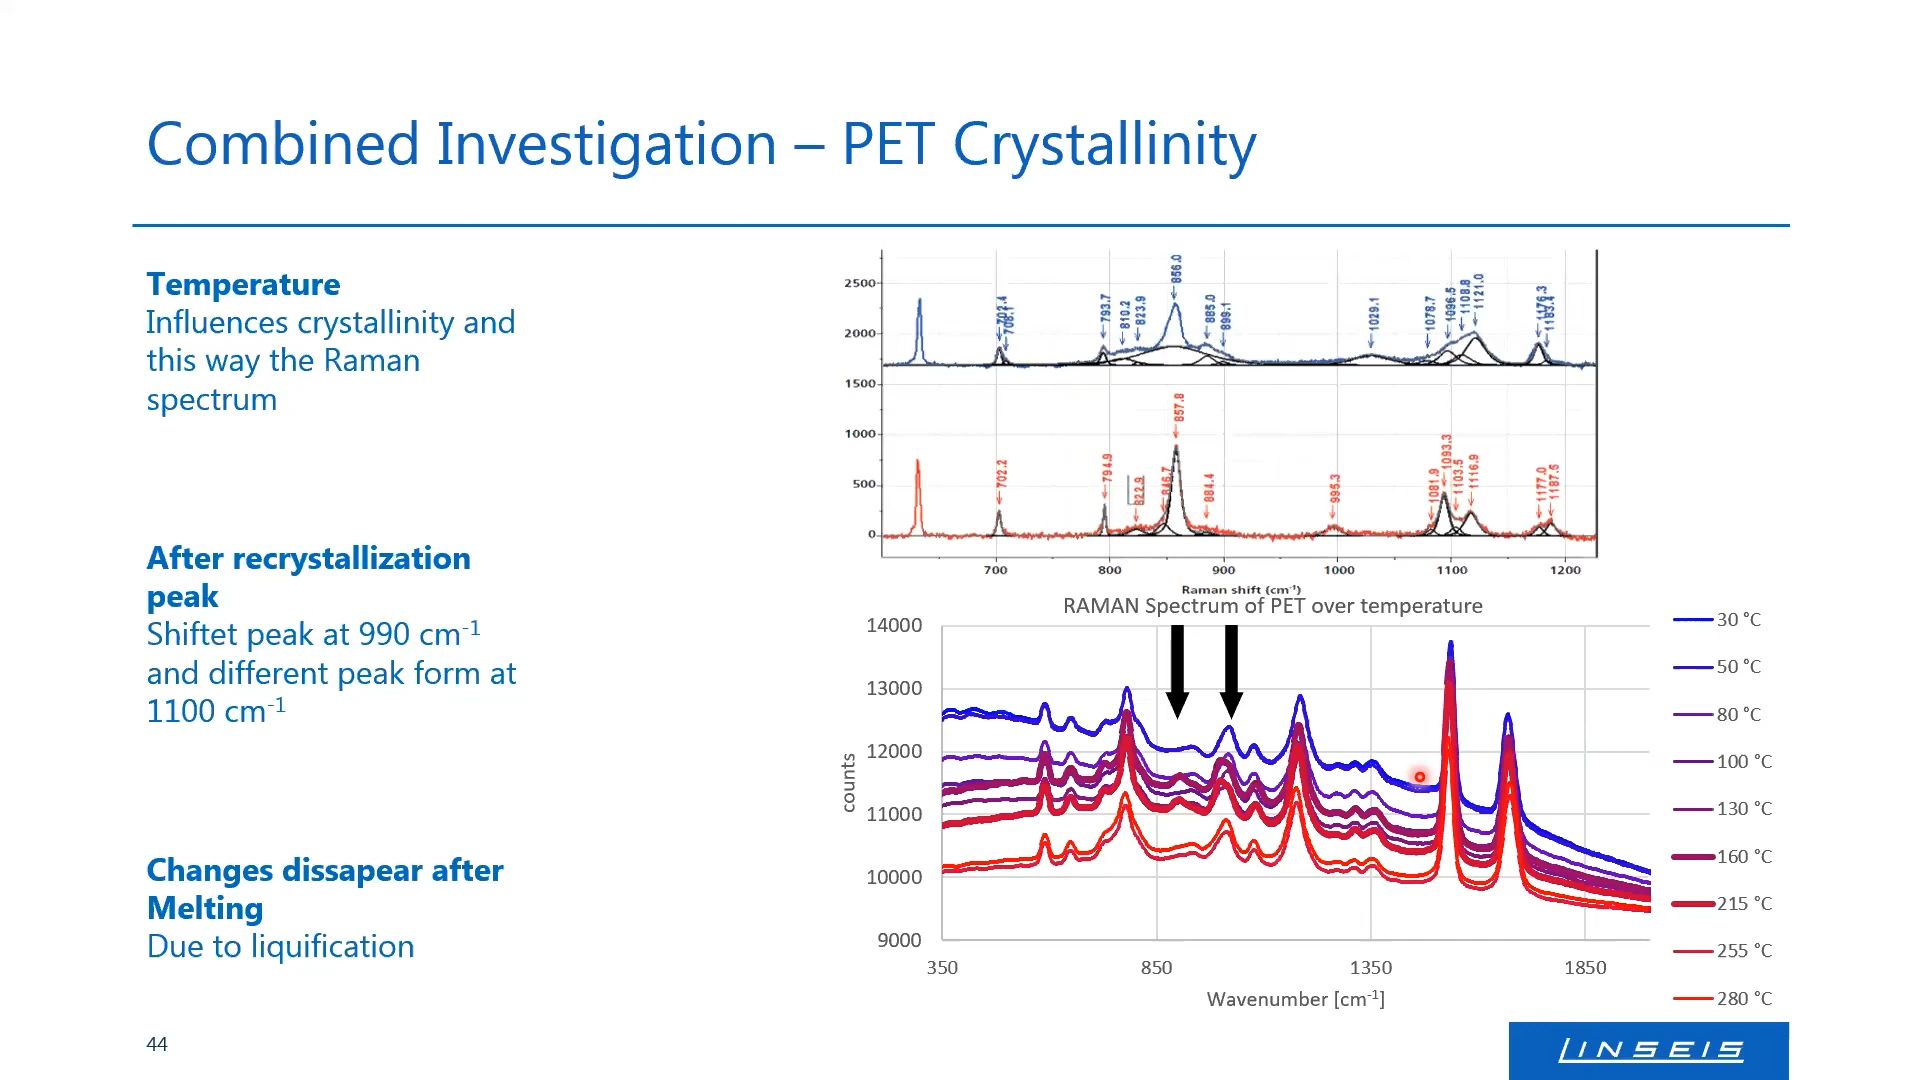 Combined Investigation – PET Crystallinity
Temperature
Influences crystallinity and
this way the Raman
spectrum
After recrystallization
peak
Shiftet peak at 990 cm-1
and different peak form at
1100 cm-1
Changes dissapear after
Melting
Due to liquification
44
2500
2000
1500
1000
500
0
702.4
708.1
793.7
810.2
823.9
856.0
885.0
899.1
1029.1
1078.7
1096.5
1108.8
1121.0
1176.3
1183.4
702.2
794.9
822.9
846.7
857.8
884.4
995.3
1081.9
1093.3
1103.5
1116.9
1177.0
1187.5
700 800 900 1000 1100 1200
Raman shift (cm-1)
RAMAN Spectrum of PET over temperature
14000
13000
12000
11000
10000
9000
counts
350 850 1350 1850
Wavenumber [cm-1]
30 °C
50 °C
80 °C
100 °C
130 °C
160 °C
215 °C
255 °C
280 °C
LINSEIS